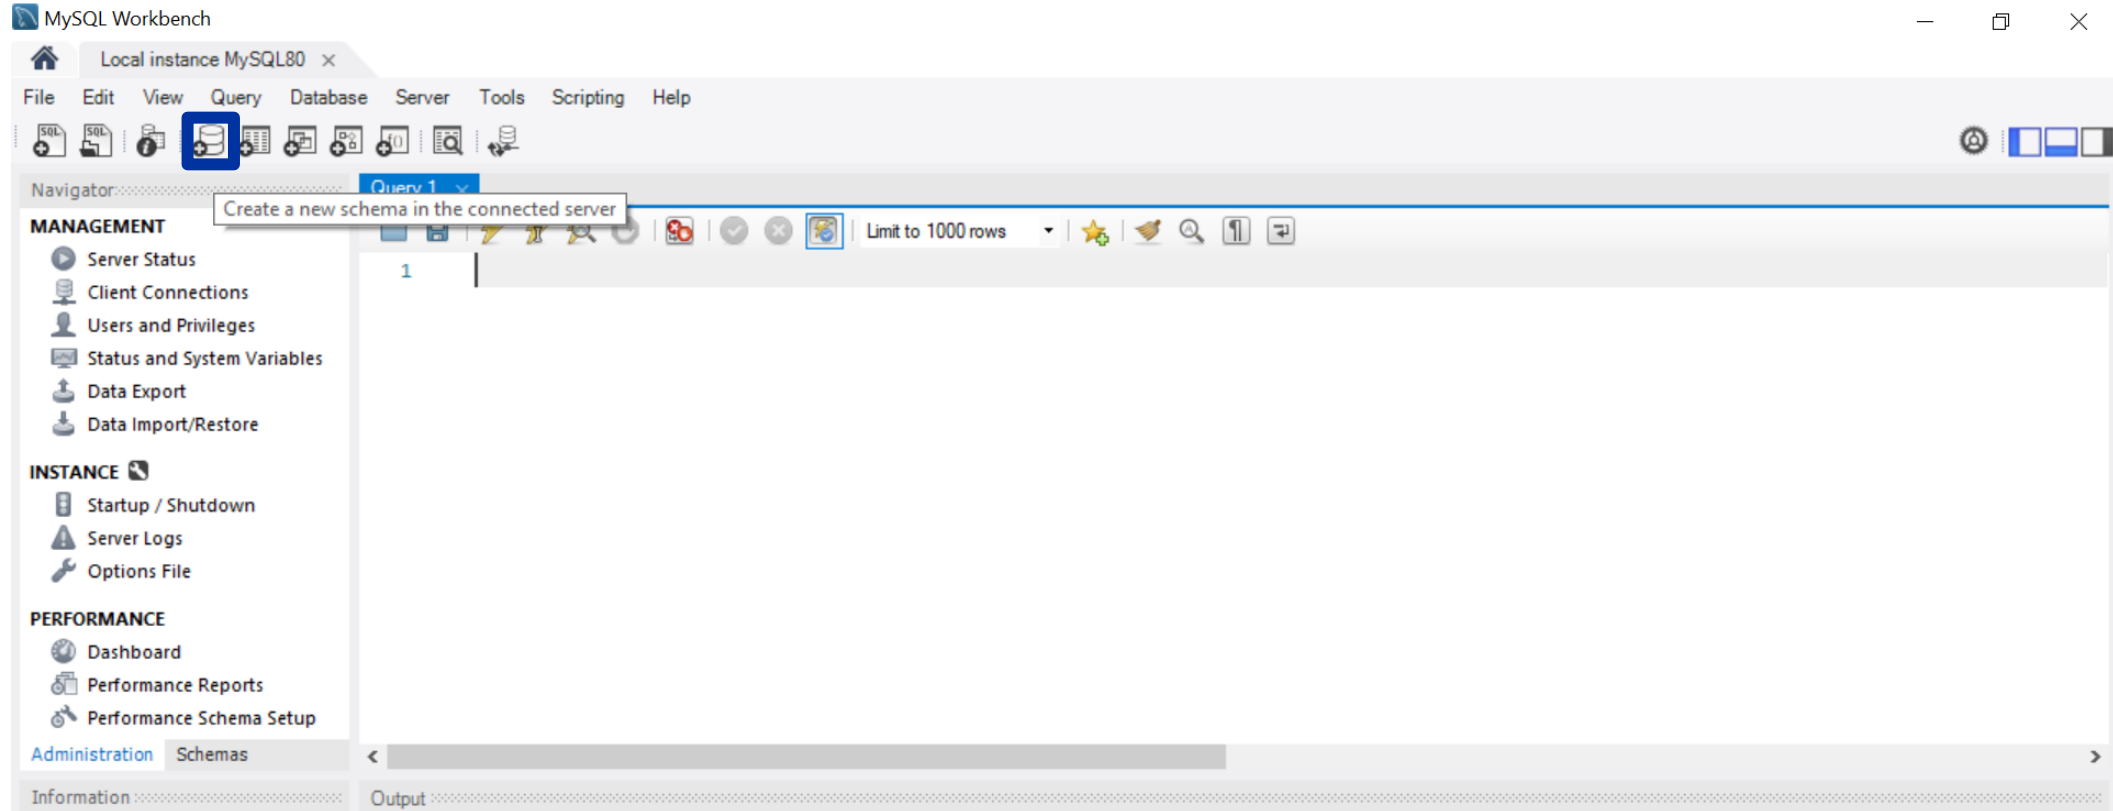 MySQL Workbench
Local instance MySQL80
File Edit View Query Database Server Tools Scripting Help
SQL SQL
Navigator
Query 1
Create a new schema in the connected server
MANAGEMENT
Limit to 1000 rows
Server Status
1
Client Connections
Users and Privileges
Status and System Variables
Data Export
Data Import/Restore
INSTANCE
Startup / Shutdown
Server Logs
Options File
PERFORMANCE
Dashboard
Performance Reports
Performance Schema Setup
Administration Schemas
Information
Output